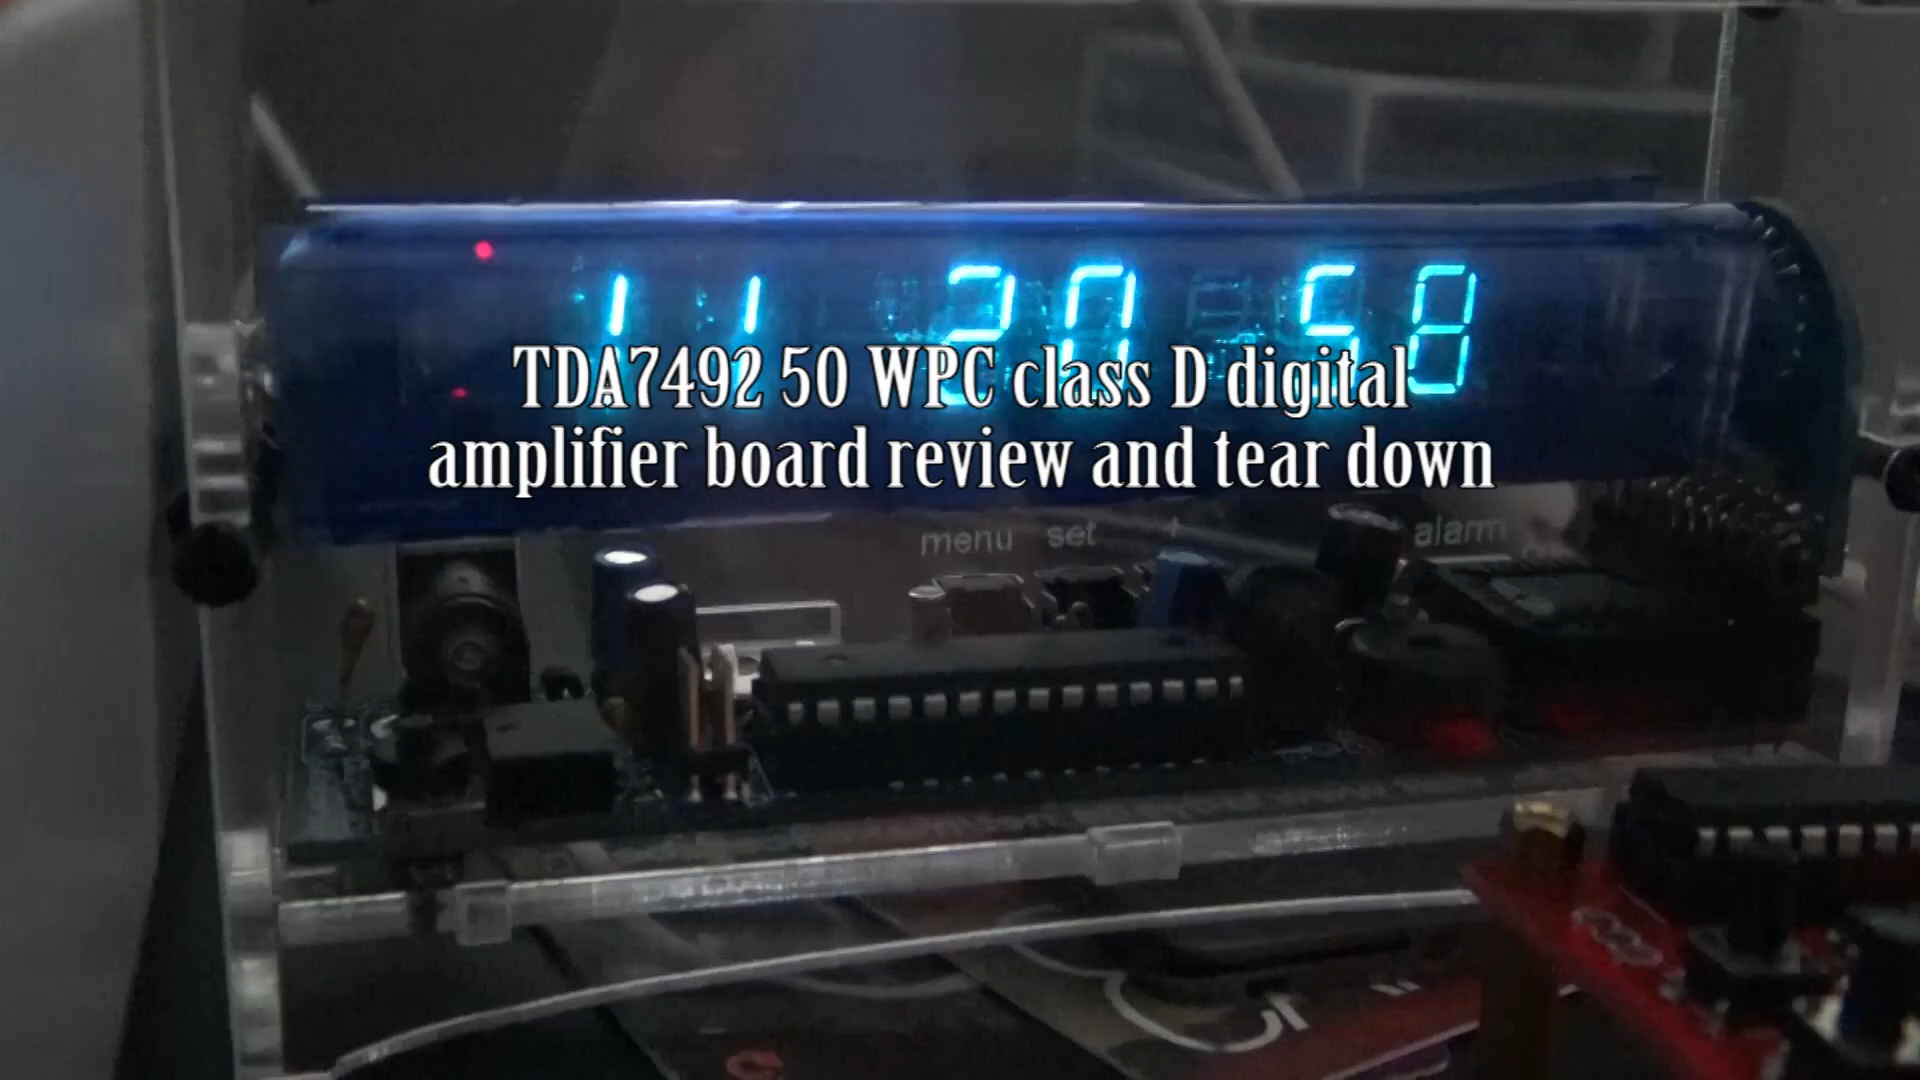 11 20 58
TDA7492 50 WPC class D digital
amplifier board review and tear down
menu set + alarm